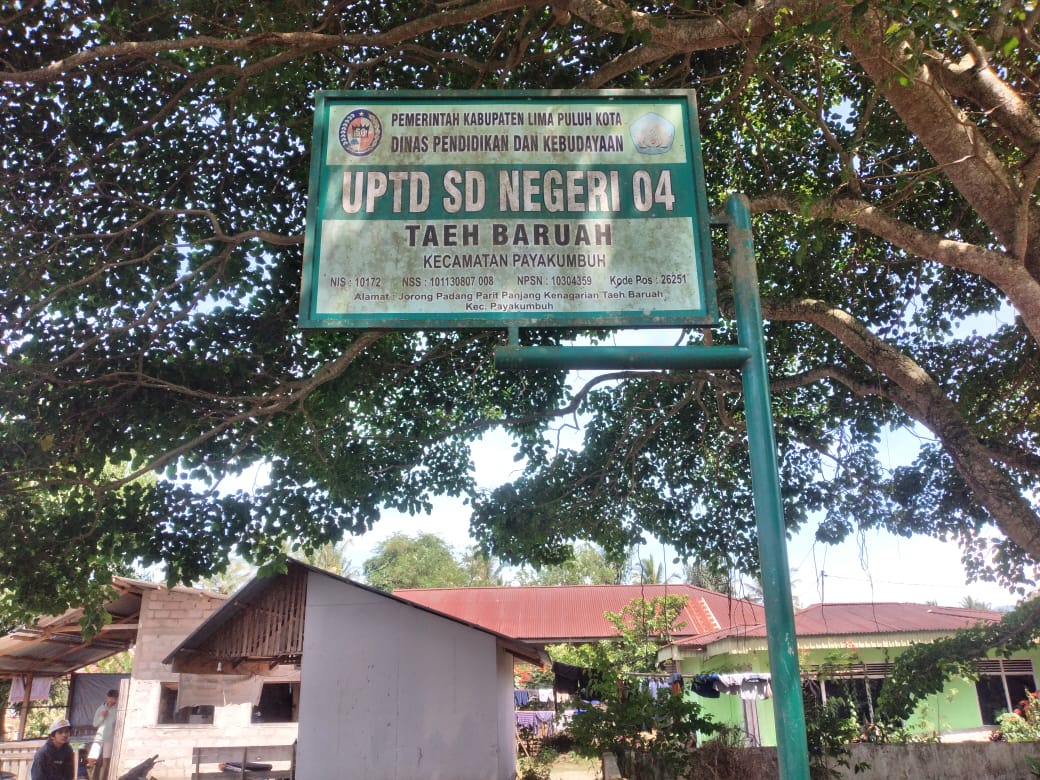 PEMERINTAH KABUPATEN LIMA PULUH KOTA
DINAS PENDIDIKAN DAN KEBUDAYAAN
UPTD SD NEGERI 04
TAEH BARUAH
KECAMATAN PAYAKUMBUH
NIS : 10172 NSS : 101130807 008 NPSN : 10304359 Kode Pos : 26251
Alamat : Jorong Padang Parit Panjang Kenagarian Taeh Baruah
Kec. Payakumbuh